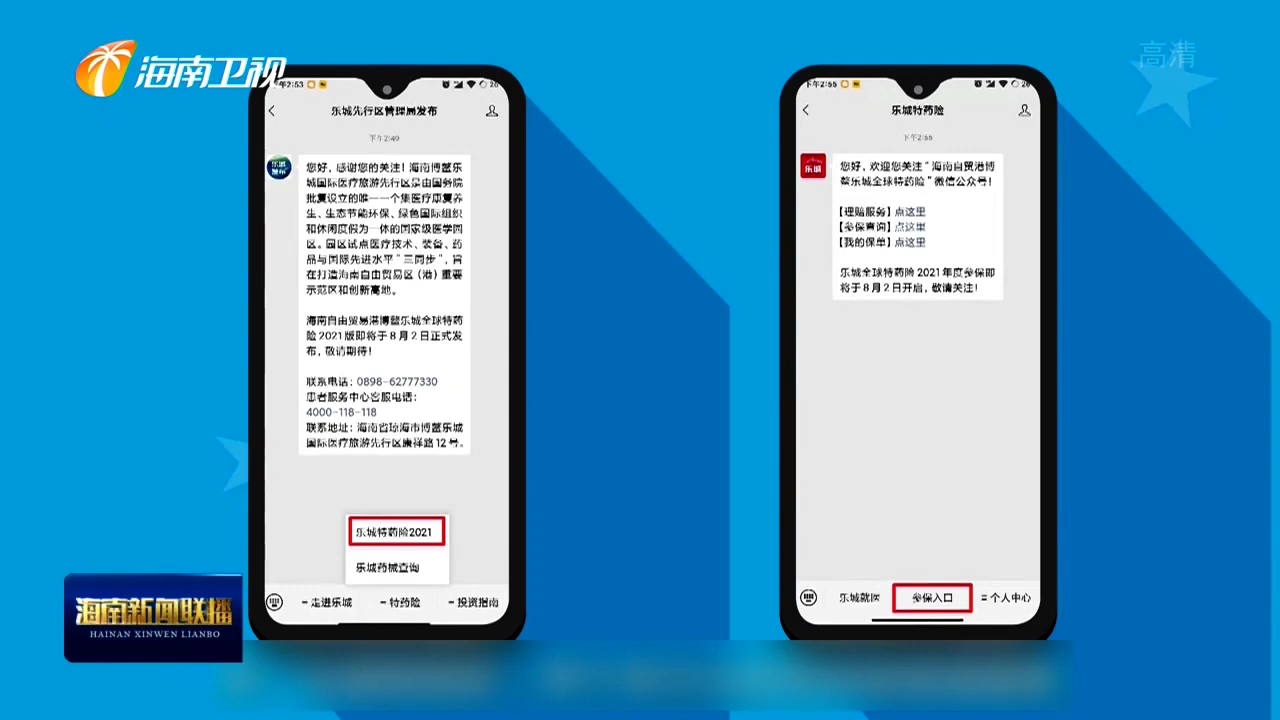 海南卫视
高清
下午2:53
26
乐城先行区管理局发布
下午2:49
乐城
发布
您好，感谢您的关注！海南博鳌乐
城国际医疗旅游先行区是由国务院
批复设立的唯一一个集医疗康复养
生、生态节能环保、绿色国际组织
和休闲度假为一体的国家级医学园
区。园区试点医疗技术、装备、药
品与国际先进水平“三同步”，旨
在打造海南自由贸易区（港）重要
示范区和创新高地。
海南自由贸易港博鳌乐城全球特药
险2021版即将于8月2日正式发
布，敬请期待！
联系电话：0898-62777330
患者服务中心客服电话：
4000-118-118
联系地址：海南省琼海市博鳌乐城
国际医疗旅游先行区康祥路12号。
乐城特药险2021
乐城药械查询
走进乐城
特药险
投资指南
下午2:55
26
乐城特药险
乐城
您好，欢迎您关注“海南自贸港博
鳌乐城全球特药险”微信公众号！
【理赔服务】点这里
【参保查询】点这里
【我的保单】点这里
乐城全球特药险2021年度参保即
将于8月2日开启，敬请关注！
乐城就医
参保入口
个人中心
海南新闻联播
HAINAN XINWEN LIANBO